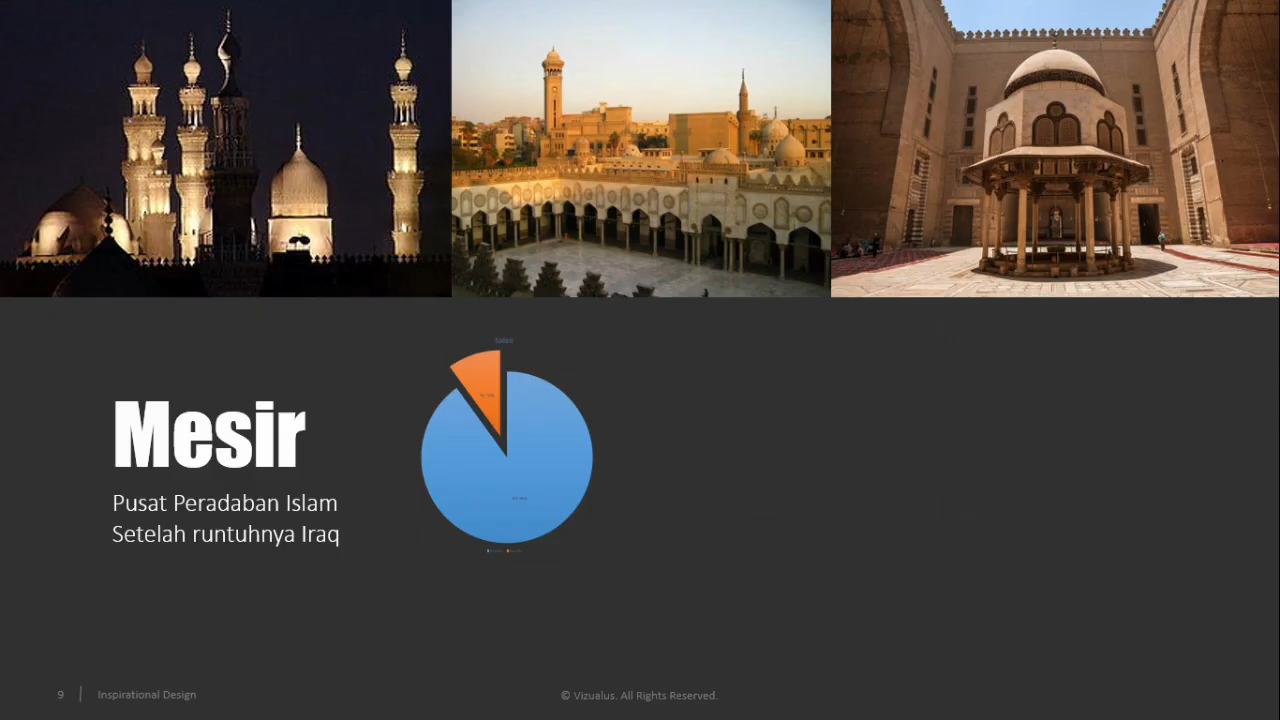 Mesir
Pusat Peradaban Islam
Setelah runtuhnya Iraq
9
Inspirational Design
© Vizualus. All Rights Reserved.